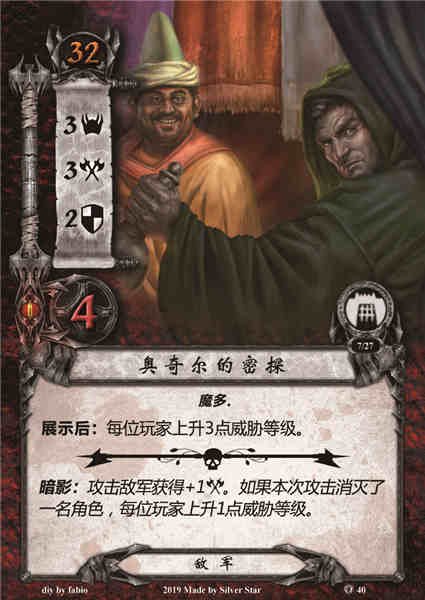 32
3
3
2
4
7/27
奥奇尔的密探
魔多.
展示后：每位玩家上升3点威胁等级。
暗影：攻击敌军获得+1 。如果本次攻击消灭了
一名角色，每位玩家上升1点威胁等级。
敌军
diy by fabio 2019 Made by Silver Star 40